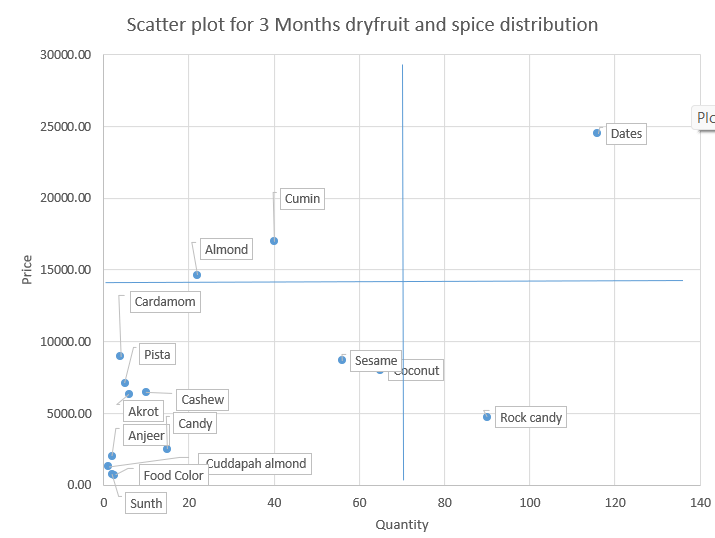 Scatter plot for 3 Months dryfruit and spice distribution
30000.00
25000.00
20000.00
15000.00
10000.00
5000.00
0.00
Price
Dates
Cumin
Almond
Cardamom
Pista
Sesame
Coconut
Cashew
Akrot
Candy
Rock candy
Anjeer
Cuddapah almond
Food Color
Sunth
0 20 40 60 80 100 120 140
Quantity